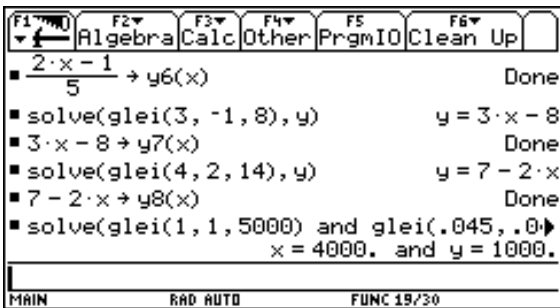 F1 F2 F3 F4 F5 F6
Algebra Calc Other PrgmIO Clean Up
■ 2·x − 1 / 5 → y6(x) Done
■ solve(glei(3, ⁻1, 8), y) y = 3·x − 8
■ 3·x − 8 → y7(x) Done
■ solve(glei(4, 2, 14), y) y = 7 − 2·x
■ 7 − 2·x → y8(x) Done
■ solve(glei(1, 1, 5000) and glei(.045, .0
x = 4000. and y = 1000.
MAIN RAD AUTO FUNC 19/30